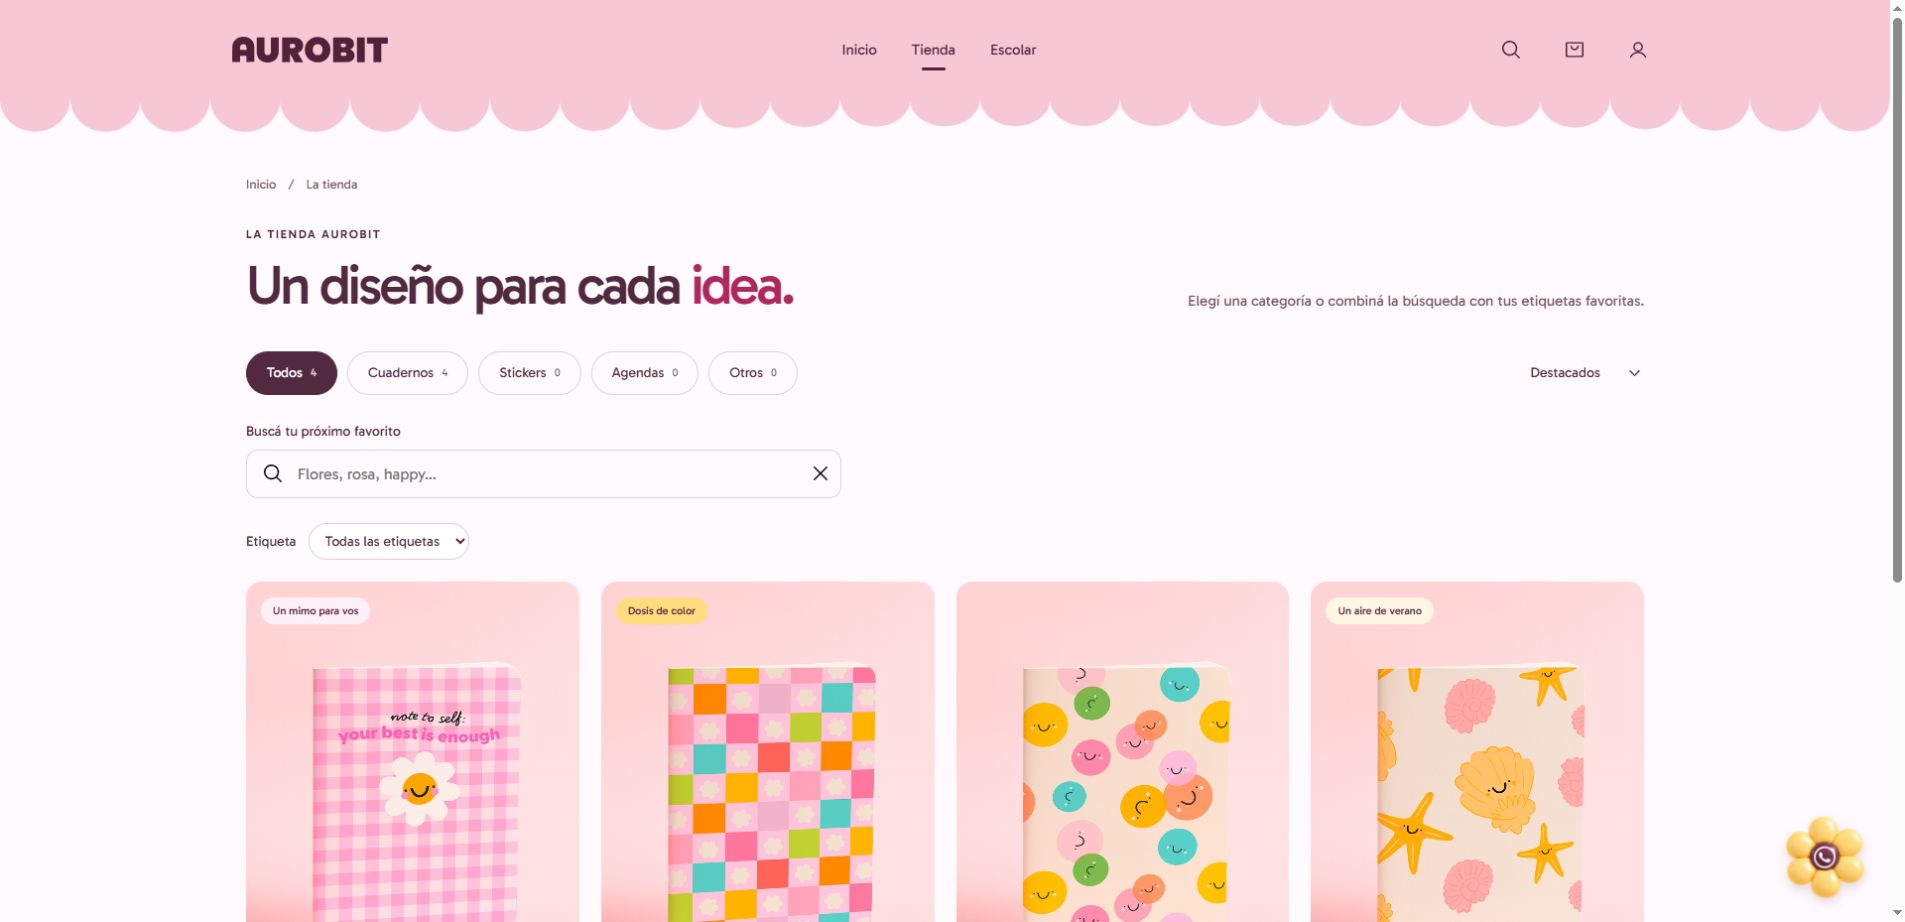 AUROBIT
Inicio Tienda Escolar
Inicio / La tienda
LA TIENDA AUROBIT
Un diseño para cada idea.
Elegí una categoría o combiná la búsqueda con tus etiquetas favoritas.
Todos 4 Cuadernos 4 Stickers 0 Agendas 0 Otros 0
Destacados
Buscá tu próximo favorito
Flores, rosa, happy...
Etiqueta Todas las etiquetas
Un mimo para vos
Dosis de color
Un aire de verano
note to self:
your best is enough